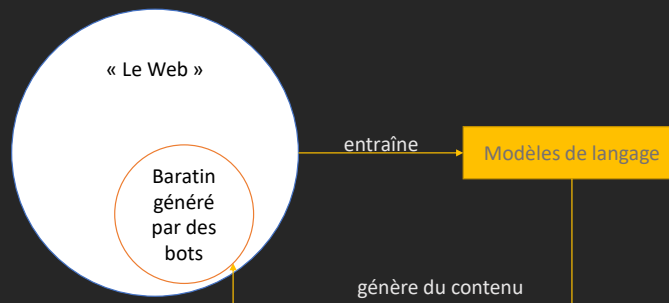 « Le Web »
entraîne
Modèles de langage
Baratin
généré
par des
bots
génère du contenu